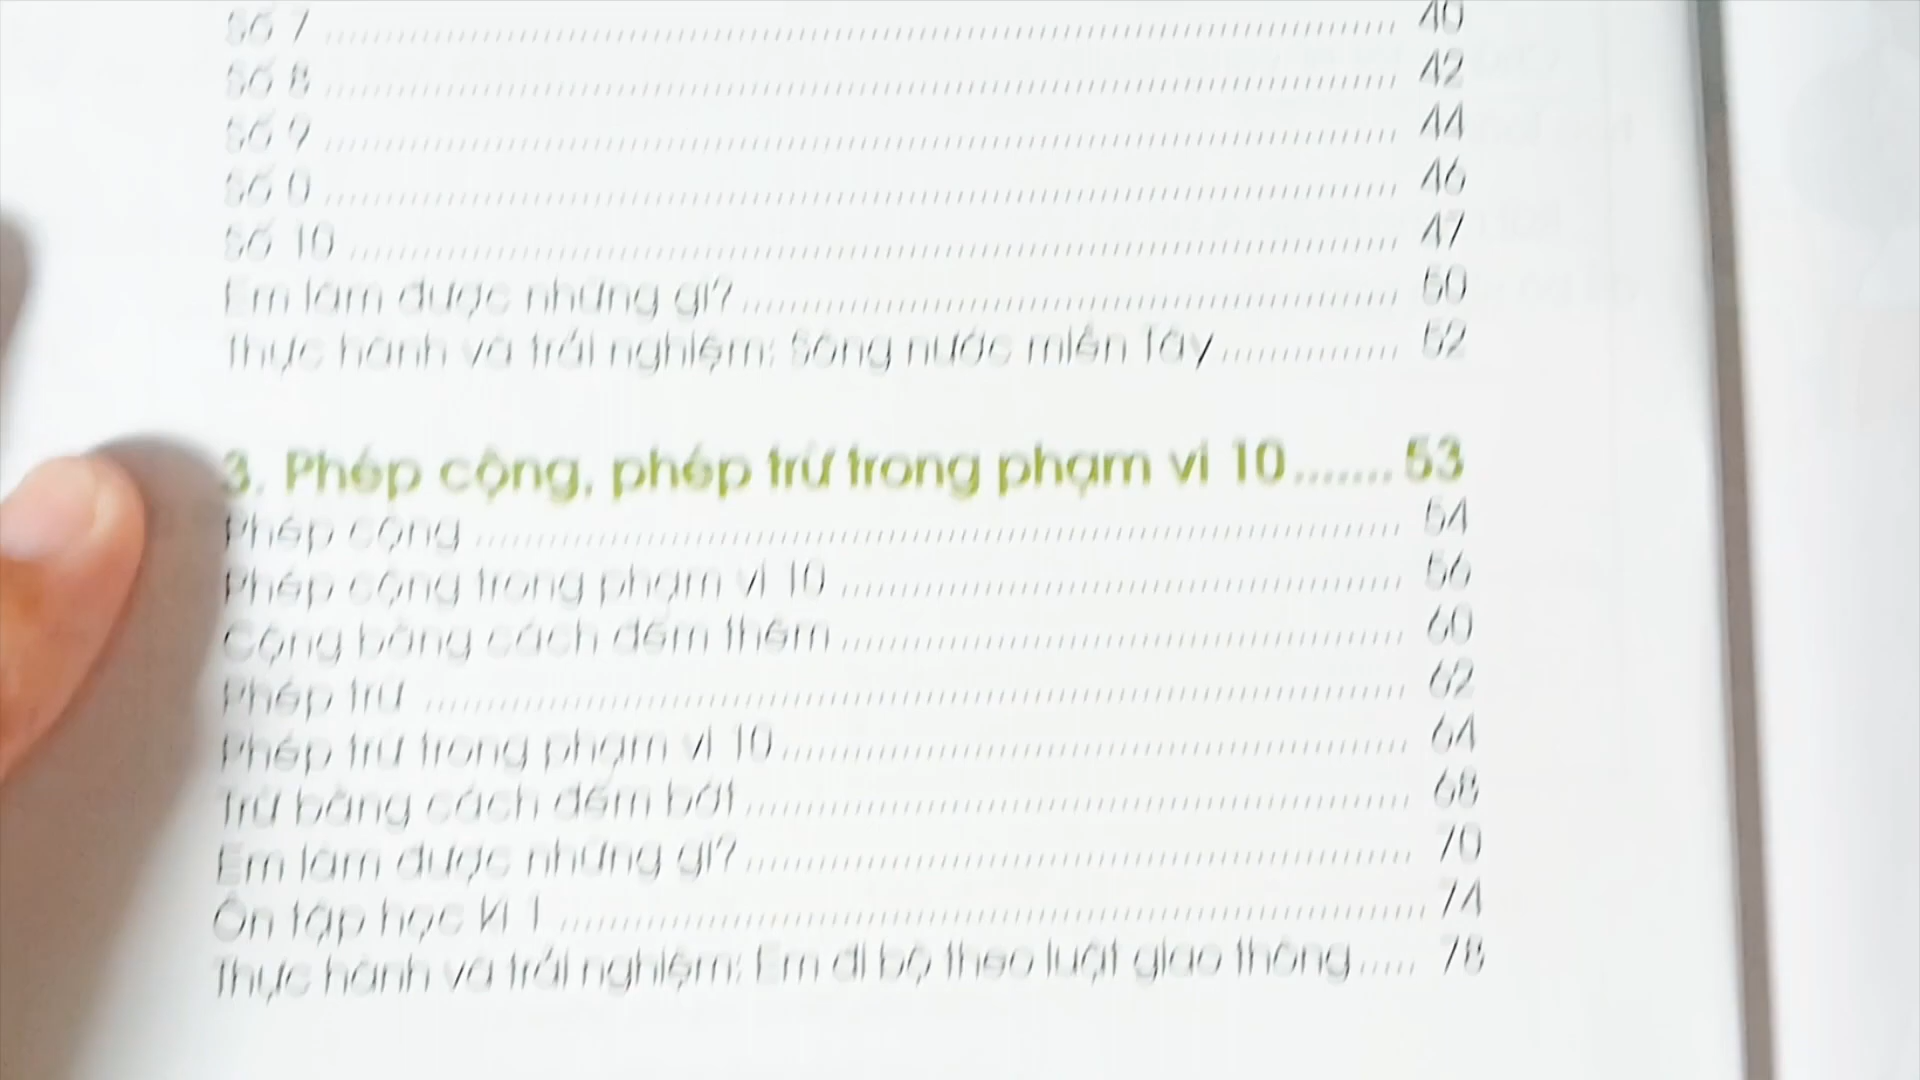 Số 7 ........ 40
Số 8 ........ 42
Số 9 ........ 44
Số 0 ........ 46
Số 10 ........ 47
Em làm được những gì? ........ 50
Thực hành và trải nghiệm: Sông nước miền Tây ........ 52
3. Phép cộng, phép trừ trong phạm vi 10 ....... 53
Phép cộng ........ 54
Phép cộng trong phạm vi 10 ........ 56
Cộng bằng cách đếm thêm ........ 60
Phép trừ ........ 62
Phép trừ trong phạm vi 10 ........ 64
Trừ bằng cách đếm bớt ........ 68
Em làm được những gì? ........ 70
Ôn tập học kì 1 ........ 74
Thực hành và trải nghiệm: Em đi bộ theo luật giao thông ..... 78